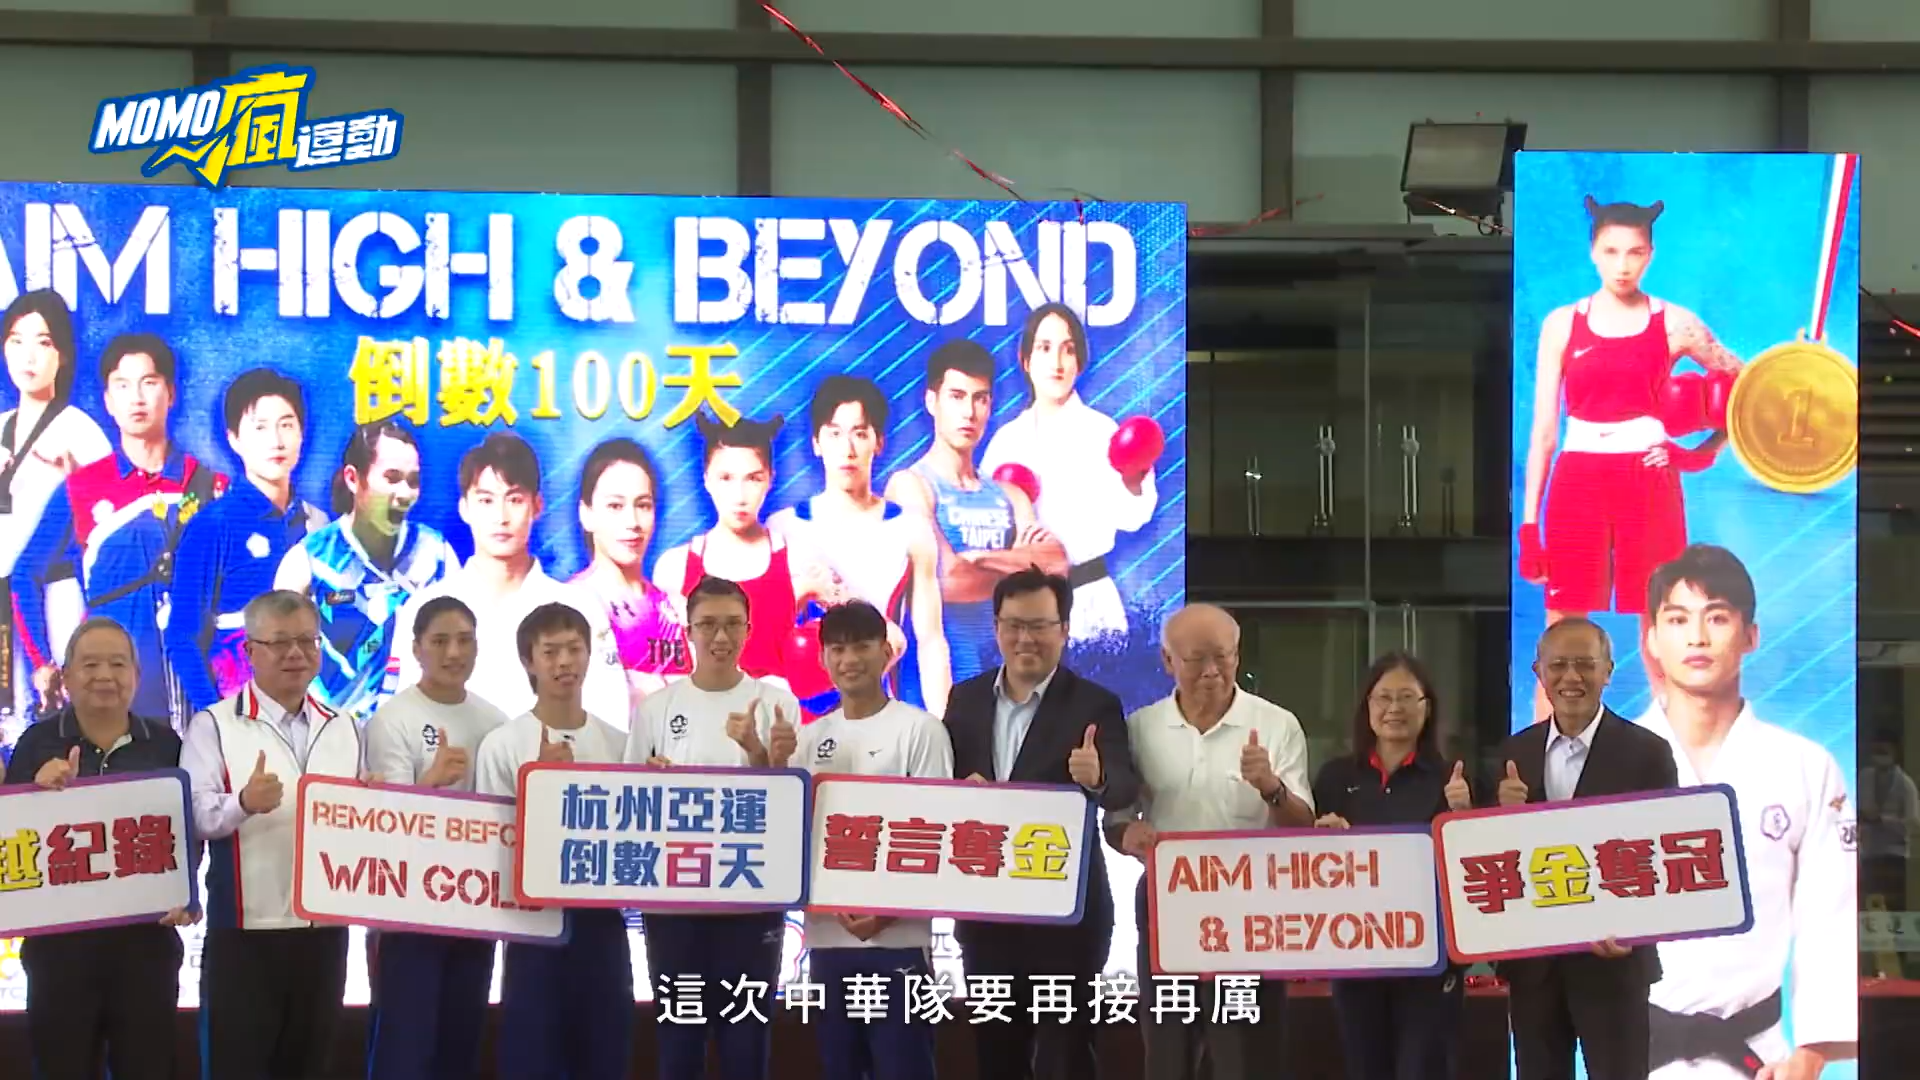 MOMO瘋運動
AIM HIGH & BEYOND
倒數100天
CHINESE
TAIPEI
TPE
1
越紀錄
REMOVE BEFO
WIN GOLD
杭州亞運
倒數百天
誓言奪金
AIM HIGH
& BEYOND
爭金奪冠
這次中華隊要再接再厲